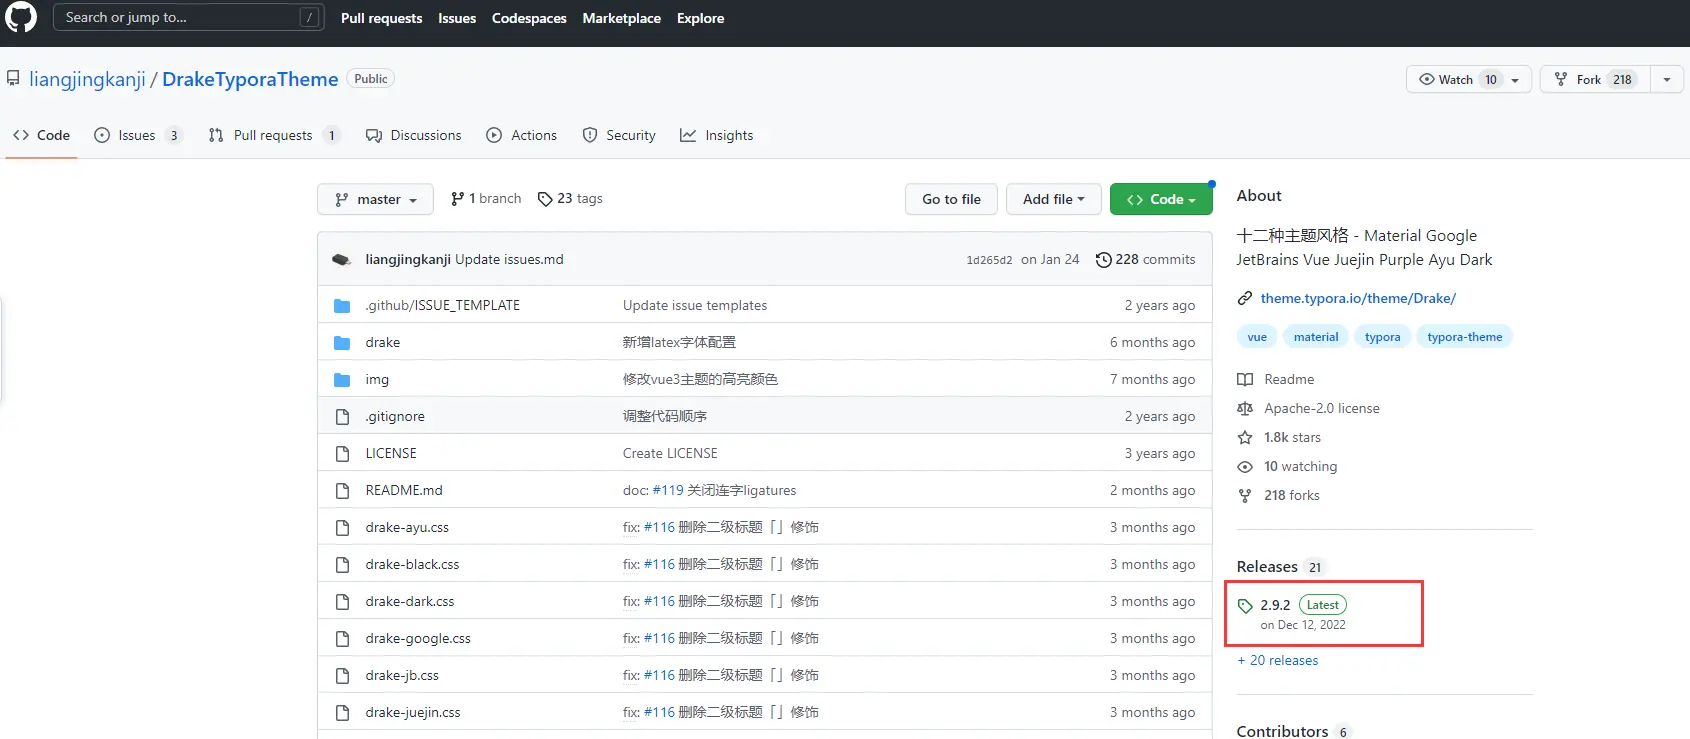 Search or jump to... /
Pull requests Issues Codespaces Marketplace Explore
liangjingkanji / DrakeTyporaTheme Public
Watch 10 Fork 218
Code Issues 3 Pull requests 1 Discussions Actions Security Insights
master 1 branch 23 tags Go to file Add file Code
liangjingkanji Update issues.md 1d265d2 on Jan 24 228 commits
.github/ISSUE_TEMPLATE Update issue templates 2 years ago
drake 新增latex字体配置 6 months ago
img 修改vue3主题的高亮颜色 7 months ago
.gitignore 调整代码顺序 2 years ago
LICENSE Create LICENSE 3 years ago
README.md doc: #119 关闭连字ligatures 2 months ago
drake-ayu.css fix: #116 删除二级标题「」修饰 3 months ago
drake-black.css fix: #116 删除二级标题「」修饰 3 months ago
drake-dark.css fix: #116 删除二级标题「」修饰 3 months ago
drake-google.css fix: #116 删除二级标题「」修饰 3 months ago
drake-jb.css fix: #116 删除二级标题「」修饰 3 months ago
drake-juejin.css fix: #116 删除二级标题「」修饰 3 months ago
About
十二种主题风格 - Material Google
JetBrains Vue Juejin Purple Ayu Dark
theme.typora.io/theme/Drake/
vue material typora typora-theme
Readme
Apache-2.0 license
1.8k stars
10 watching
218 forks
Releases 21
2.9.2 Latest
on Dec 12, 2022
+ 20 releases
Contributors 6